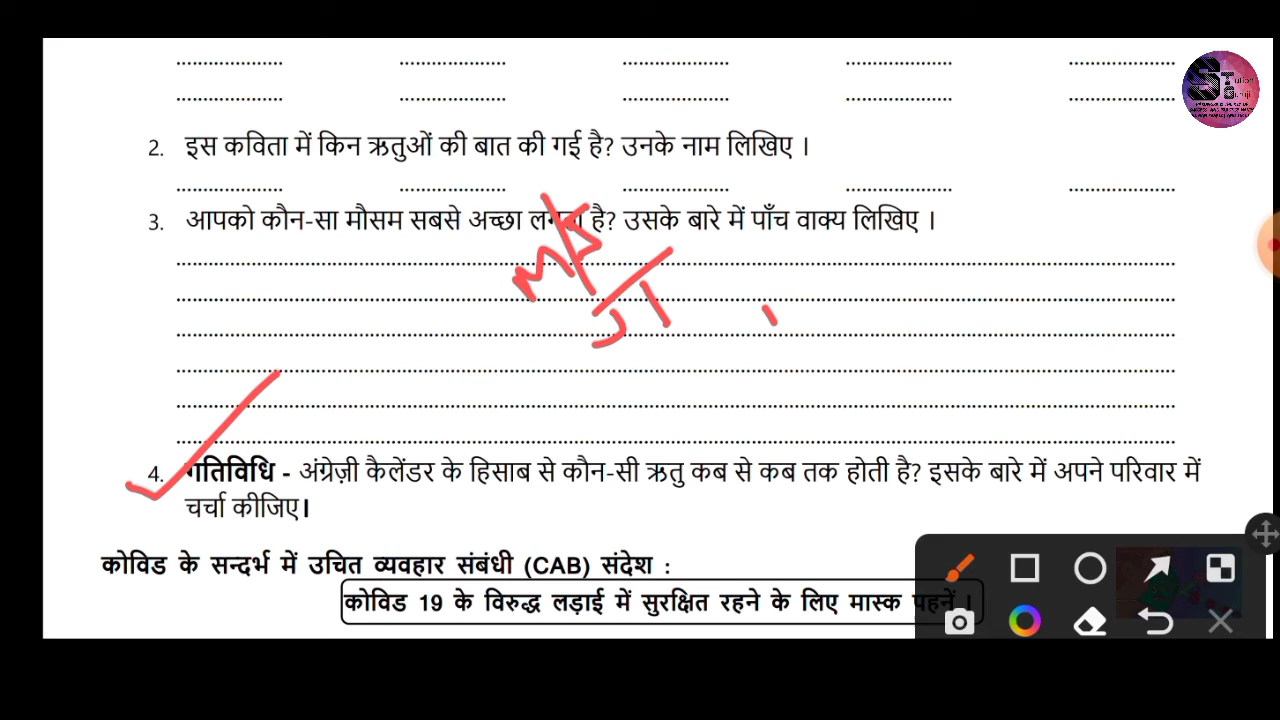 ....................  ....................  ....................  ....................  ....................
....................  ....................  ....................  ....................  ....................
2. इस कविता में किन ऋतुओं की बात की गई है? उनके नाम लिखिए ।
....................  ....................  ....................  ....................  ....................
3. आपको कौन-सा मौसम सबसे अच्छा लगता है? उसके बारे में पाँच वाक्य लिखिए ।
4. गतिविधि - अंग्रेज़ी कैलेंडर के हिसाब से कौन-सी ऋतु कब से कब तक होती है? इसके बारे में अपने परिवार में
चर्चा कीजिए।
कोविड के सन्दर्भ में उचित व्यवहार संबंधी (CAB) संदेश :
कोविड 19 के विरुद्ध लड़ाई में सुरक्षित रहने के लिए मास्क पहनें ।